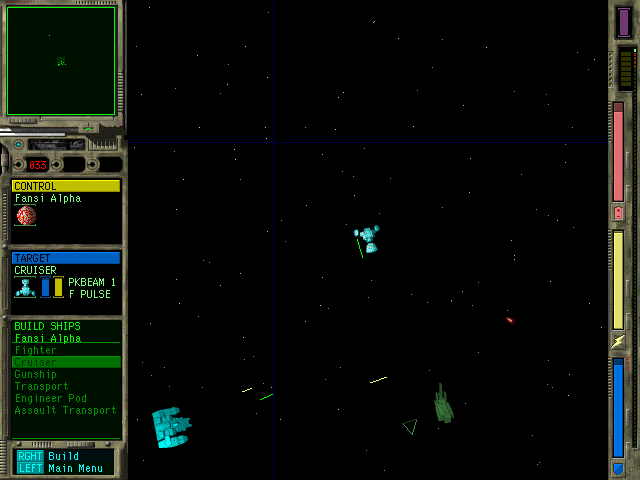 033
CONTROL
Fansi Alpha
TARGET
CRUISER
PKBEAM 1
F PULSE
BUILD SHIPS
Fansi Alpha
Fighter
Cruiser
Gunship
Transport
Engineer Pod
Assault Transport
RGHT Build
LEFT Main Menu